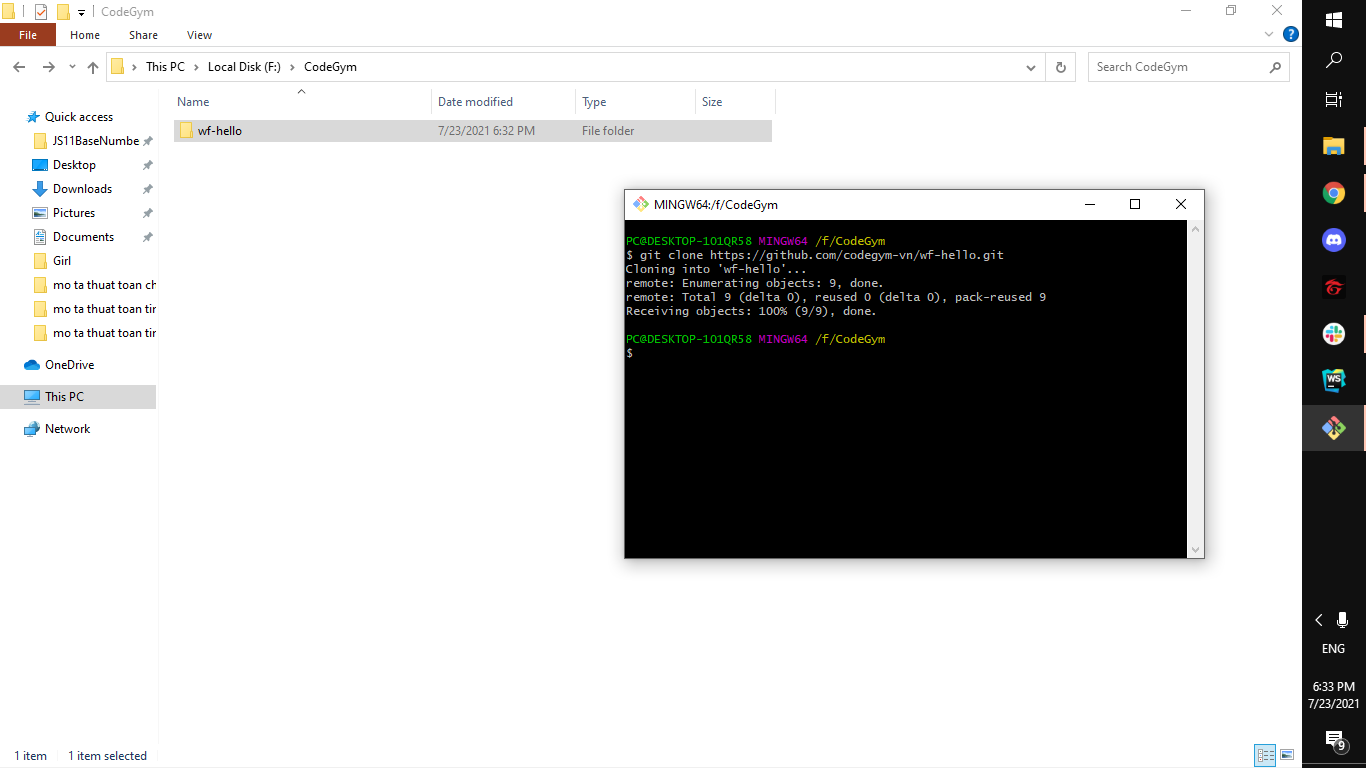 CodeGym
File Home Share View
This PC Local Disk (F:) CodeGym
Search CodeGym
Name Date modified Type Size
wf-hello 7/23/2021 6:32 PM File folder
Quick access
JS11BaseNumbe
Desktop
Downloads
Pictures
Documents
Girl
mo ta thuat toan ch
mo ta thuat toan tir
mo ta thuat toan tir
OneDrive
This PC
Network
MINGW64:/f/CodeGym
PC@DESKTOP-1O1QR58 MINGW64 /f/CodeGym
$ git clone https://github.com/codegym-vn/wf-hello.git
Cloning into 'wf-hello'...
remote: Enumerating objects: 9, done.
remote: Total 9 (delta 0), reused 0 (delta 0), pack-reused 9
Receiving objects: 100% (9/9), done.
PC@DESKTOP-1O1QR58 MINGW64 /f/CodeGym
$
WS
ENG
6:33 PM
7/23/2021
9
1 item 1 item selected